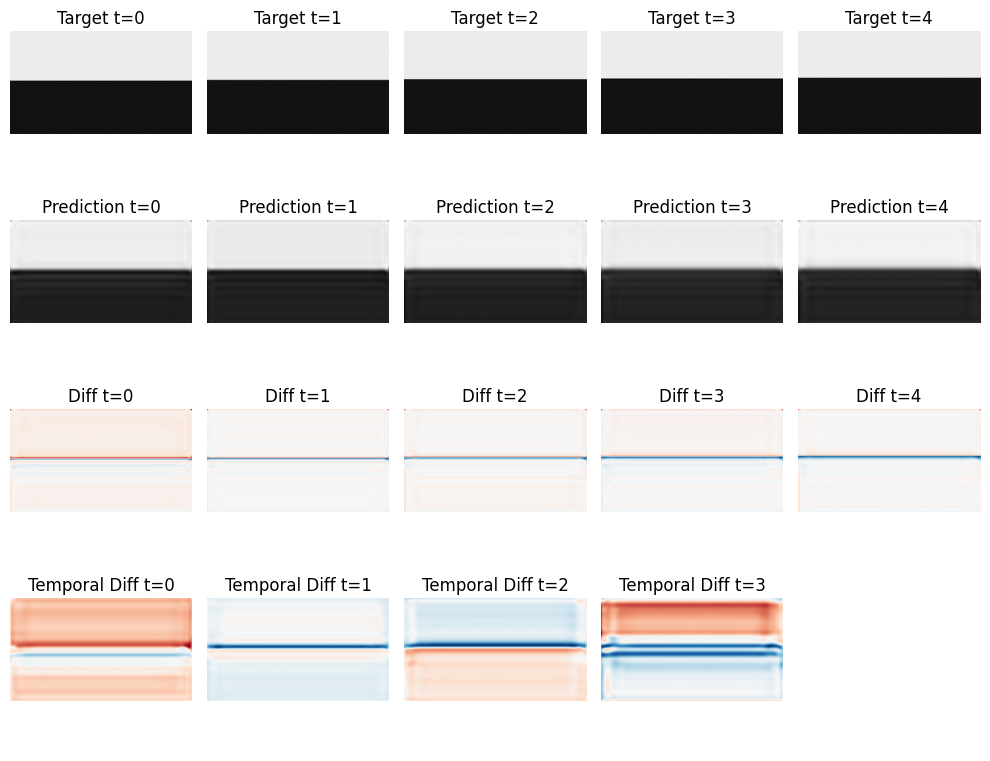 Target t=0 Target t=1 Target t=2 Target t=3 Target t=4
Prediction t=0 Prediction t=1 Prediction t=2 Prediction t=3 Prediction t=4
Diff t=0 Diff t=1 Diff t=2 Diff t=3 Diff t=4
Temporal Diff t=0 Temporal Diff t=1 Temporal Diff t=2 Temporal Diff t=3